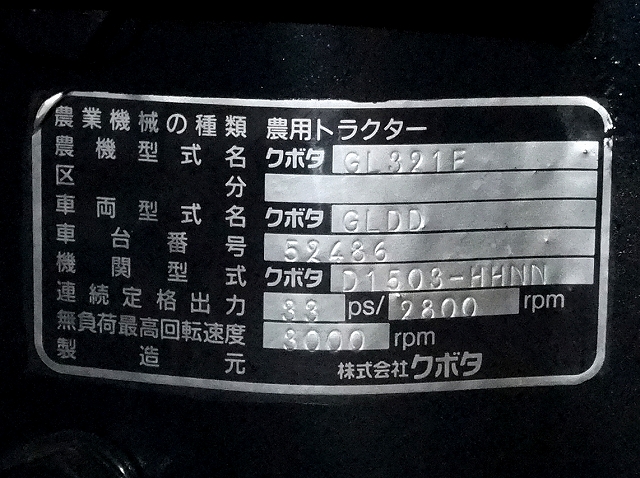 農業機械の種類 農用トラクター
農機型式名 クボタ GL321F
区分
車両型式名 クボタ GLDD
車台番号 52486
機関型式 クボタ D1503-HHNN
連続定格出力 33 ps/ 2800 rpm
無負荷最高回転速度 3000 rpm
製造元 株式会社クボタ